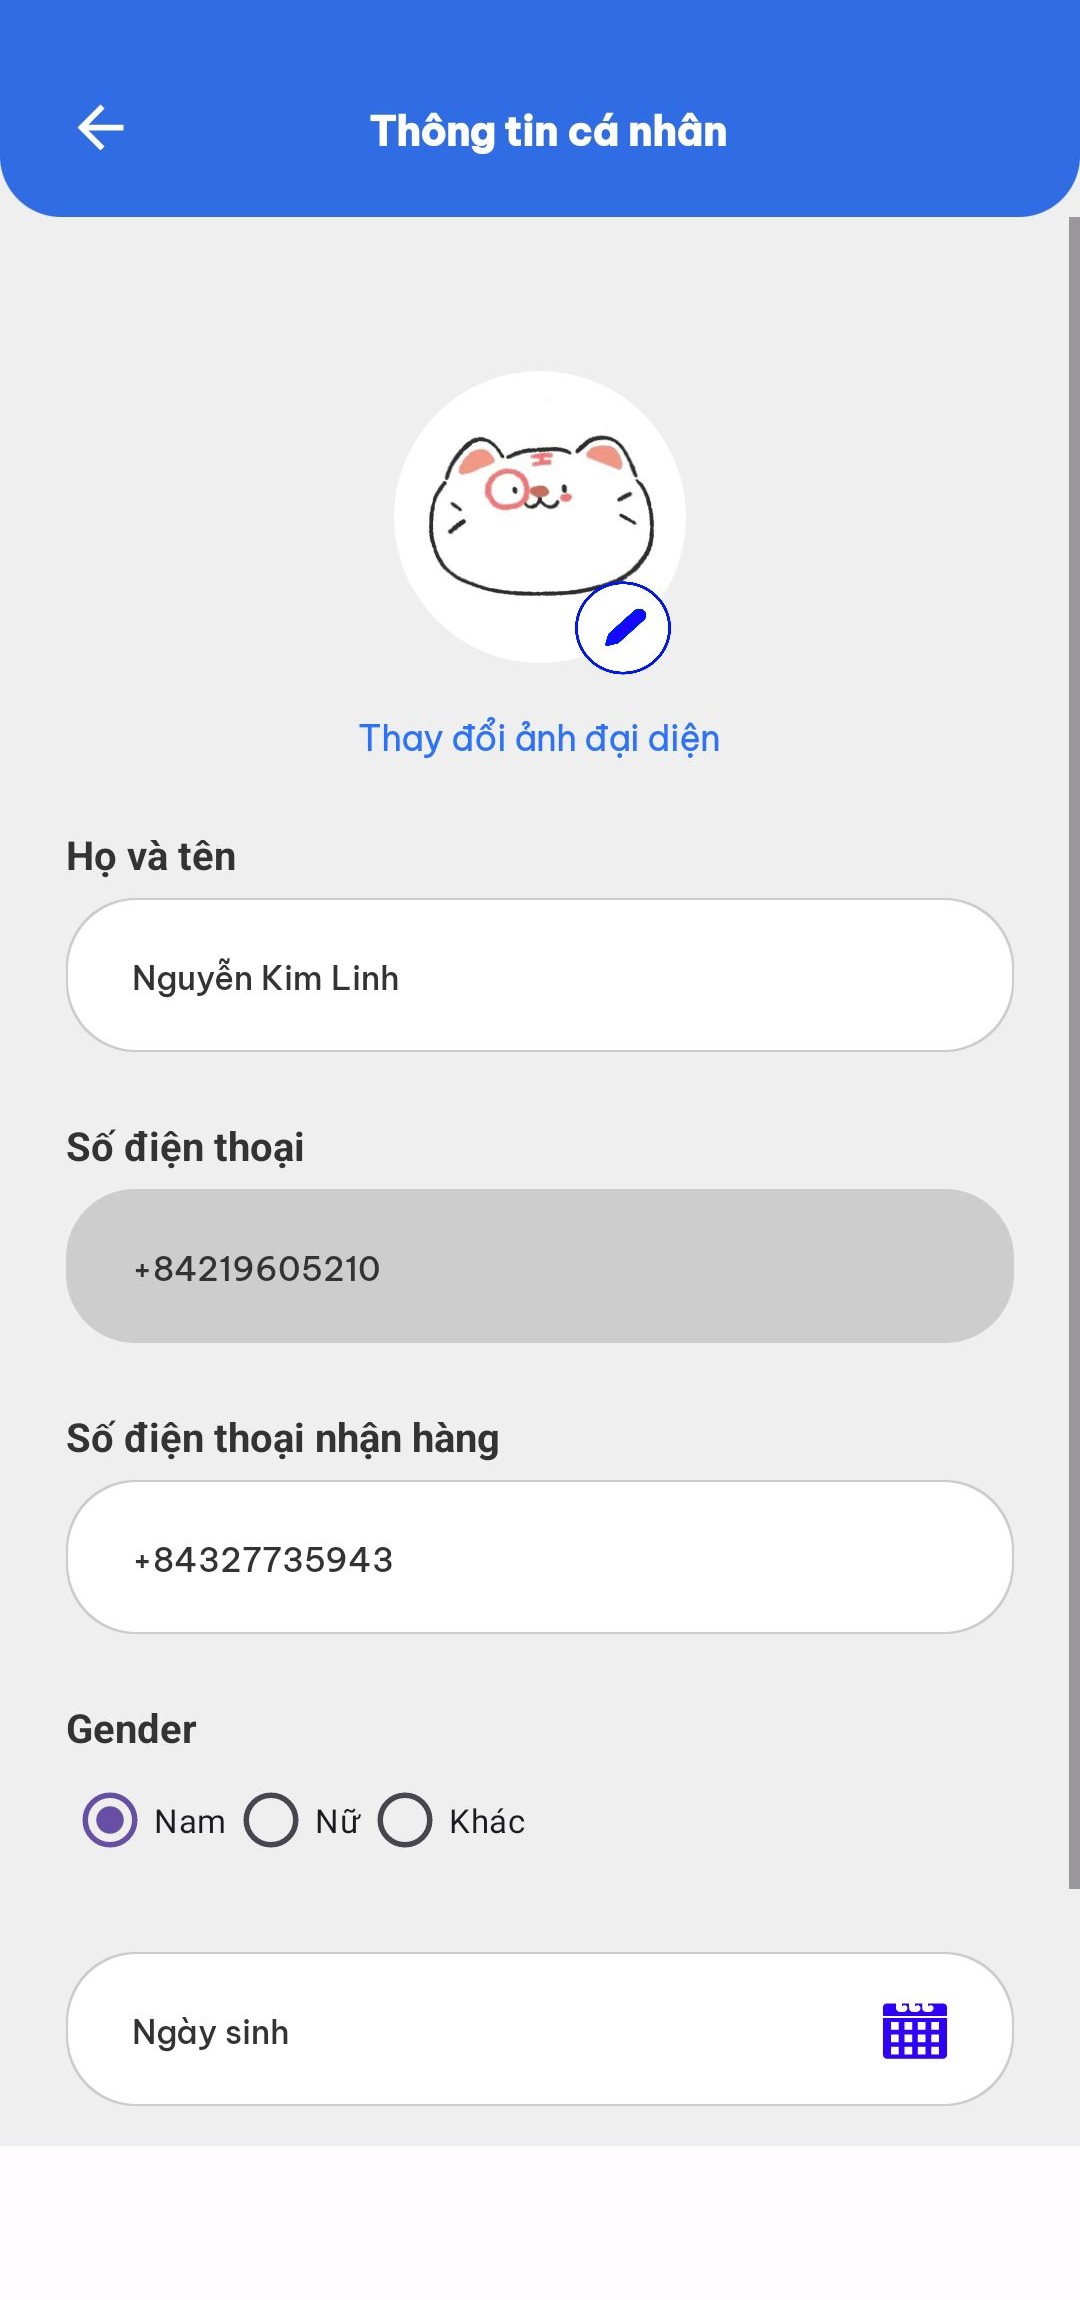 Thông tin cá nhân
Thay đổi ảnh đại diện
Họ và tên
Nguyễn Kim Linh
Số điện thoại
+84219605210
Số điện thoại nhận hàng
+84327735943
Gender
Nam Nữ Khác
Ngày sinh